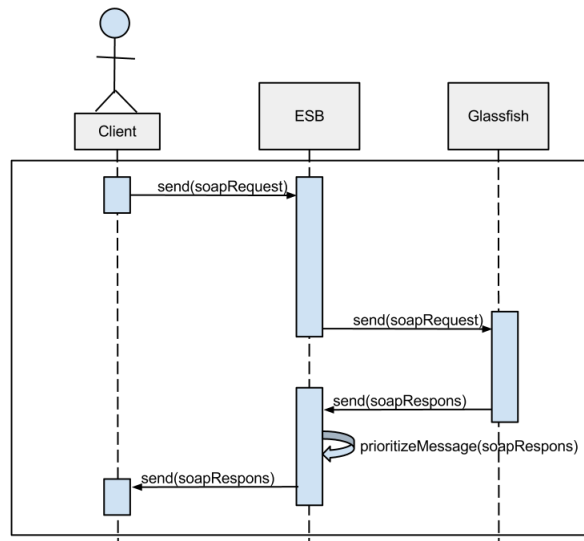 Client
ESB
Glassfish
send(soapRequest)
send(soapRequest)
send(soapRespons)
prioritizeMessage(soapRespons)
send(soapRespons)